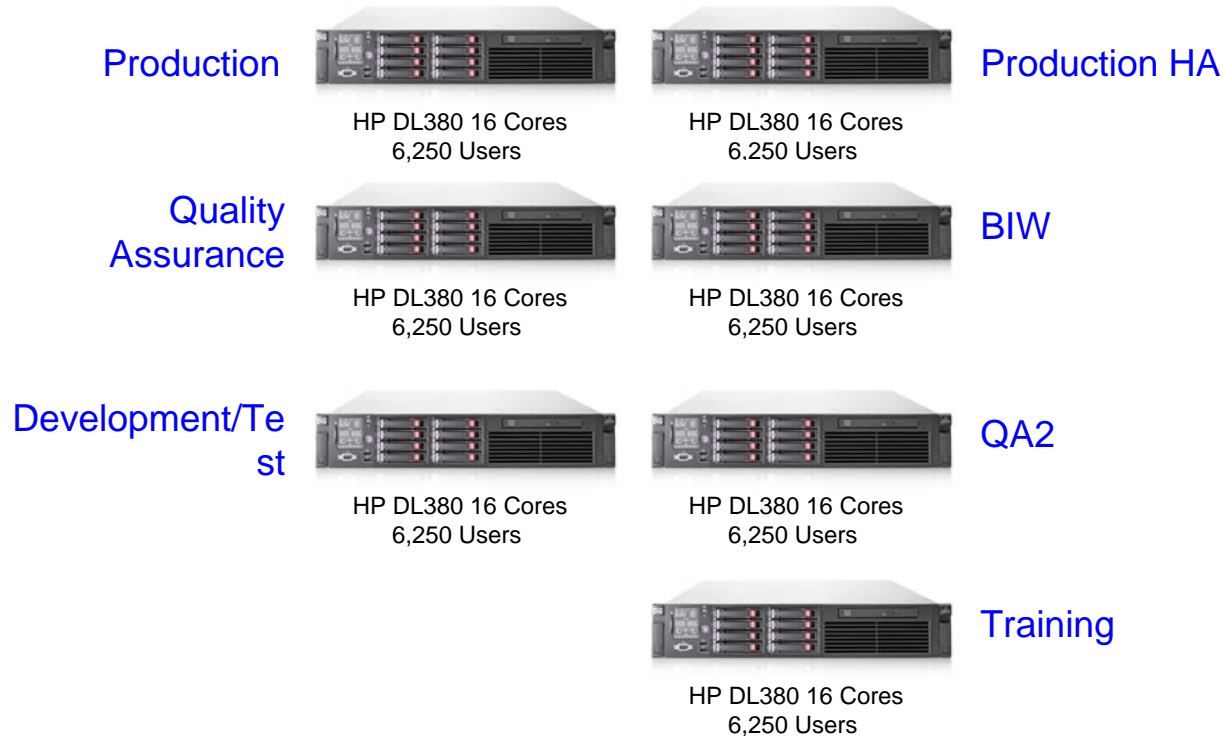 Production
HP DL380 16 Cores
6,250 Users
Production HA
HP DL380 16 Cores
6,250 Users
Quality
Assurance
HP DL380 16 Cores
6,250 Users
BIW
HP DL380 16 Cores
6,250 Users
Development/Te
st
HP DL380 16 Cores
6,250 Users
QA2
HP DL380 16 Cores
6,250 Users
Training
HP DL380 16 Cores
6,250 Users